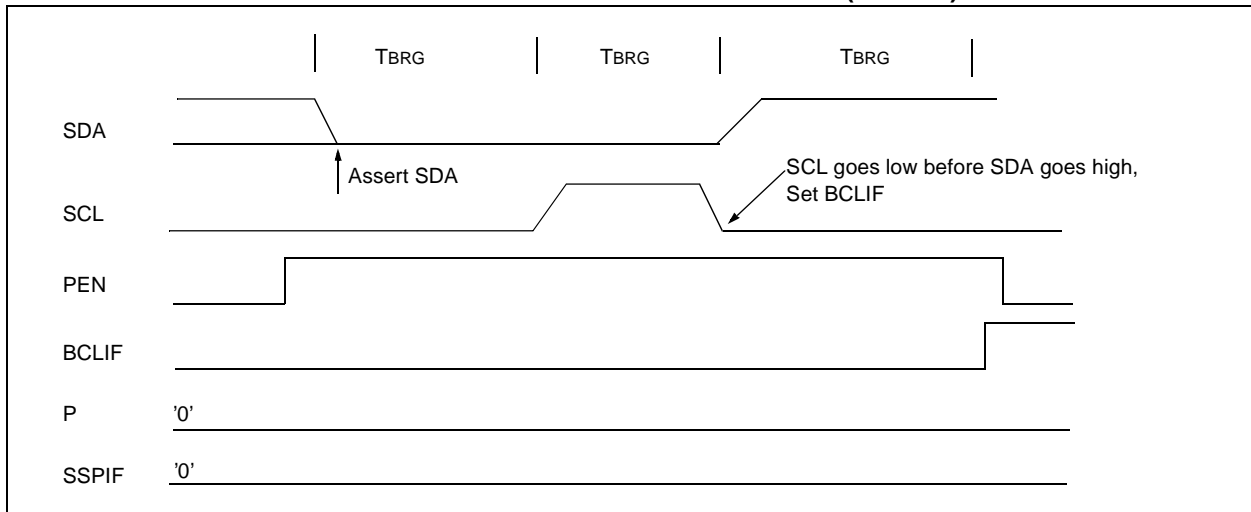 TBRG TBRG TBRG
SDA
Assert SDA
SCL goes low before SDA goes high,
Set BCLIF
SCL
PEN
BCLIF
P '0'
SSPIF '0'